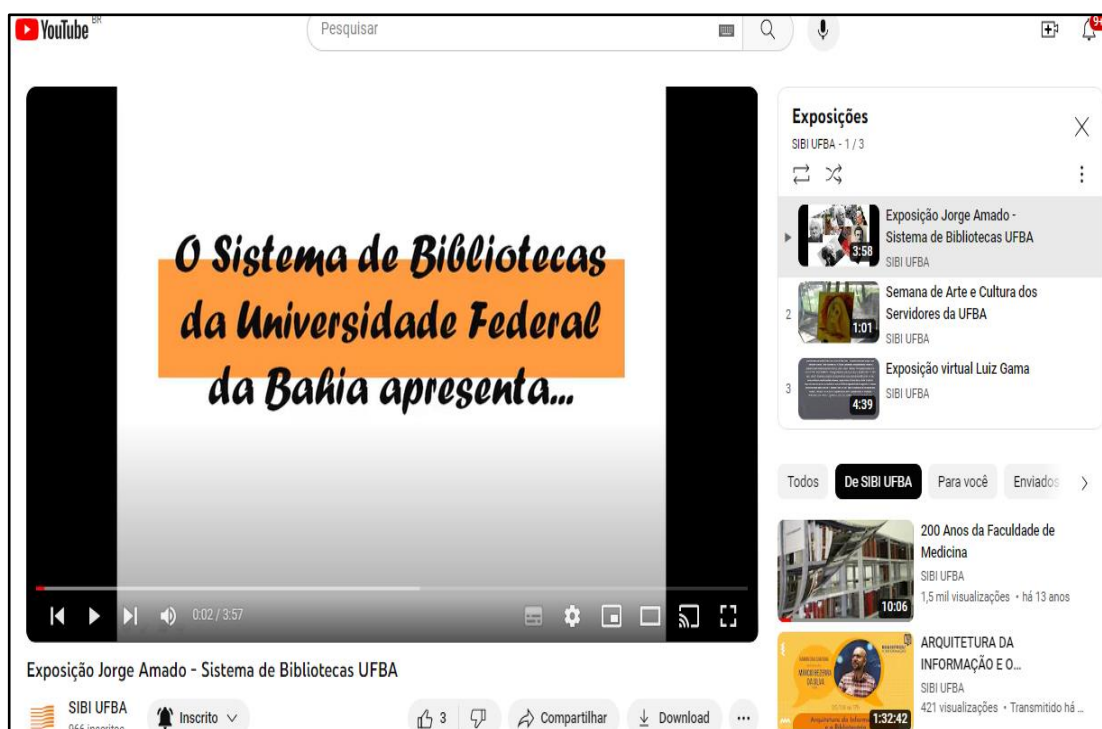 YouTube BR
Pesquisar
9+
O Sistema de Bibliotecas
da Universidade Federal
da Bahia apresenta...
0:02 / 3:57
Exposição Jorge Amado - Sistema de Bibliotecas UFBA
SIBI UFBA
966 inscritos
Inscrito
3
Compartilhar
Download
Exposições
SIBI UFBA - 1 / 3
3:58
Exposição Jorge Amado -
Sistema de Bibliotecas UFBA
SIBI UFBA
2
1:01
Semana de Arte e Cultura dos
Servidores da UFBA
SIBI UFBA
3
4:39
Exposição virtual Luiz Gama
SIBI UFBA
Todos
De SIBI UFBA
Para você
Enviados
10:06
200 Anos da Faculdade de
Medicina
SIBI UFBA
1,5 mil visualizações • há 13 anos
1:32:42
ARQUITETURA DA
INFORMAÇÃO E O...
SIBI UFBA
421 visualizações • Transmitido há ...